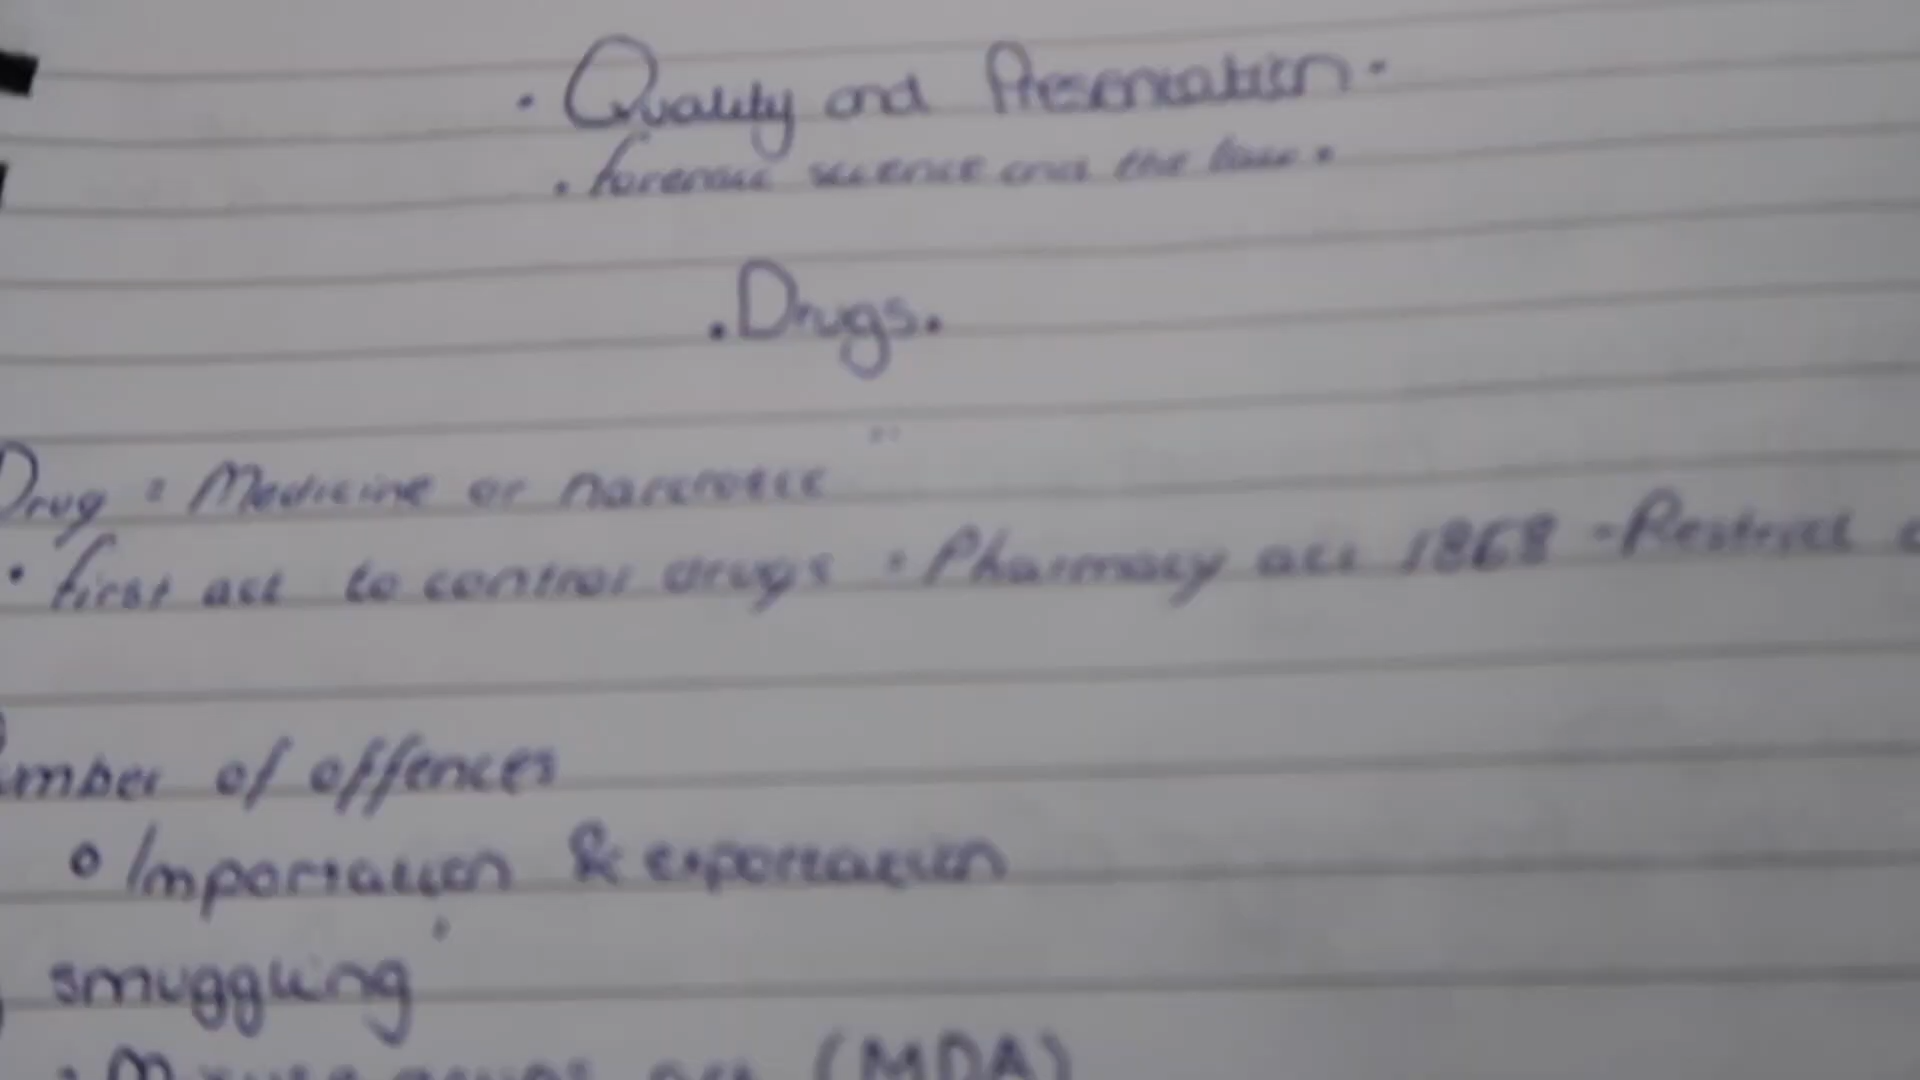 · Quality and Presentation ·
· forensic science and the law ·
. Drugs .
Drug : Medicine or narcotic
· first act to control drugs · Pharmacy act 1868 - Restrict
umber of offences
o Importation & exportation
smuggling
(MDA)